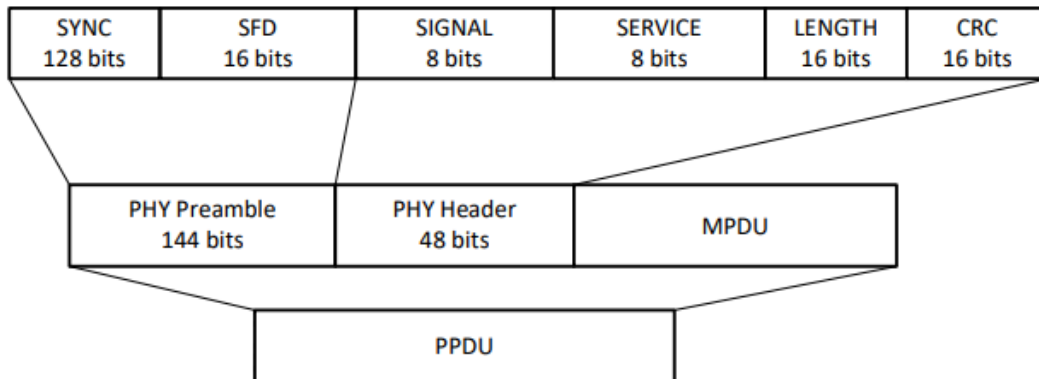 SYNC
128 bits
SFD
16 bits
SIGNAL
8 bits
SERVICE
8 bits
LENGTH
16 bits
CRC
16 bits
PHY Preamble
144 bits
PHY Header
48 bits
MPDU
PPDU